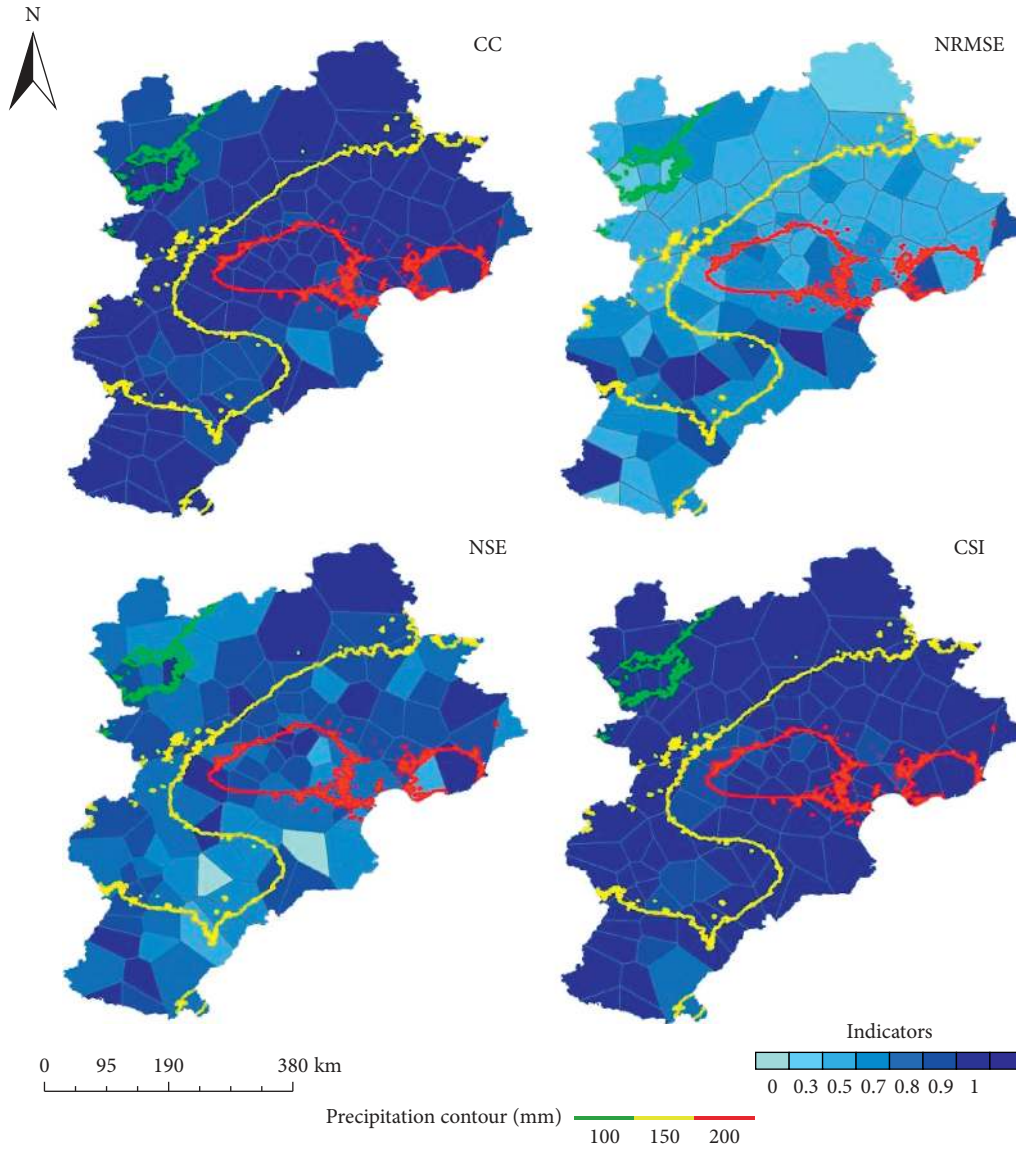 N
CC
NRMSE
NSE
CSI
0 95 190 380 km
Indicators
0 0.3 0.5 0.7 0.8 0.9 1
Precipitation contour (mm)
100 150 200